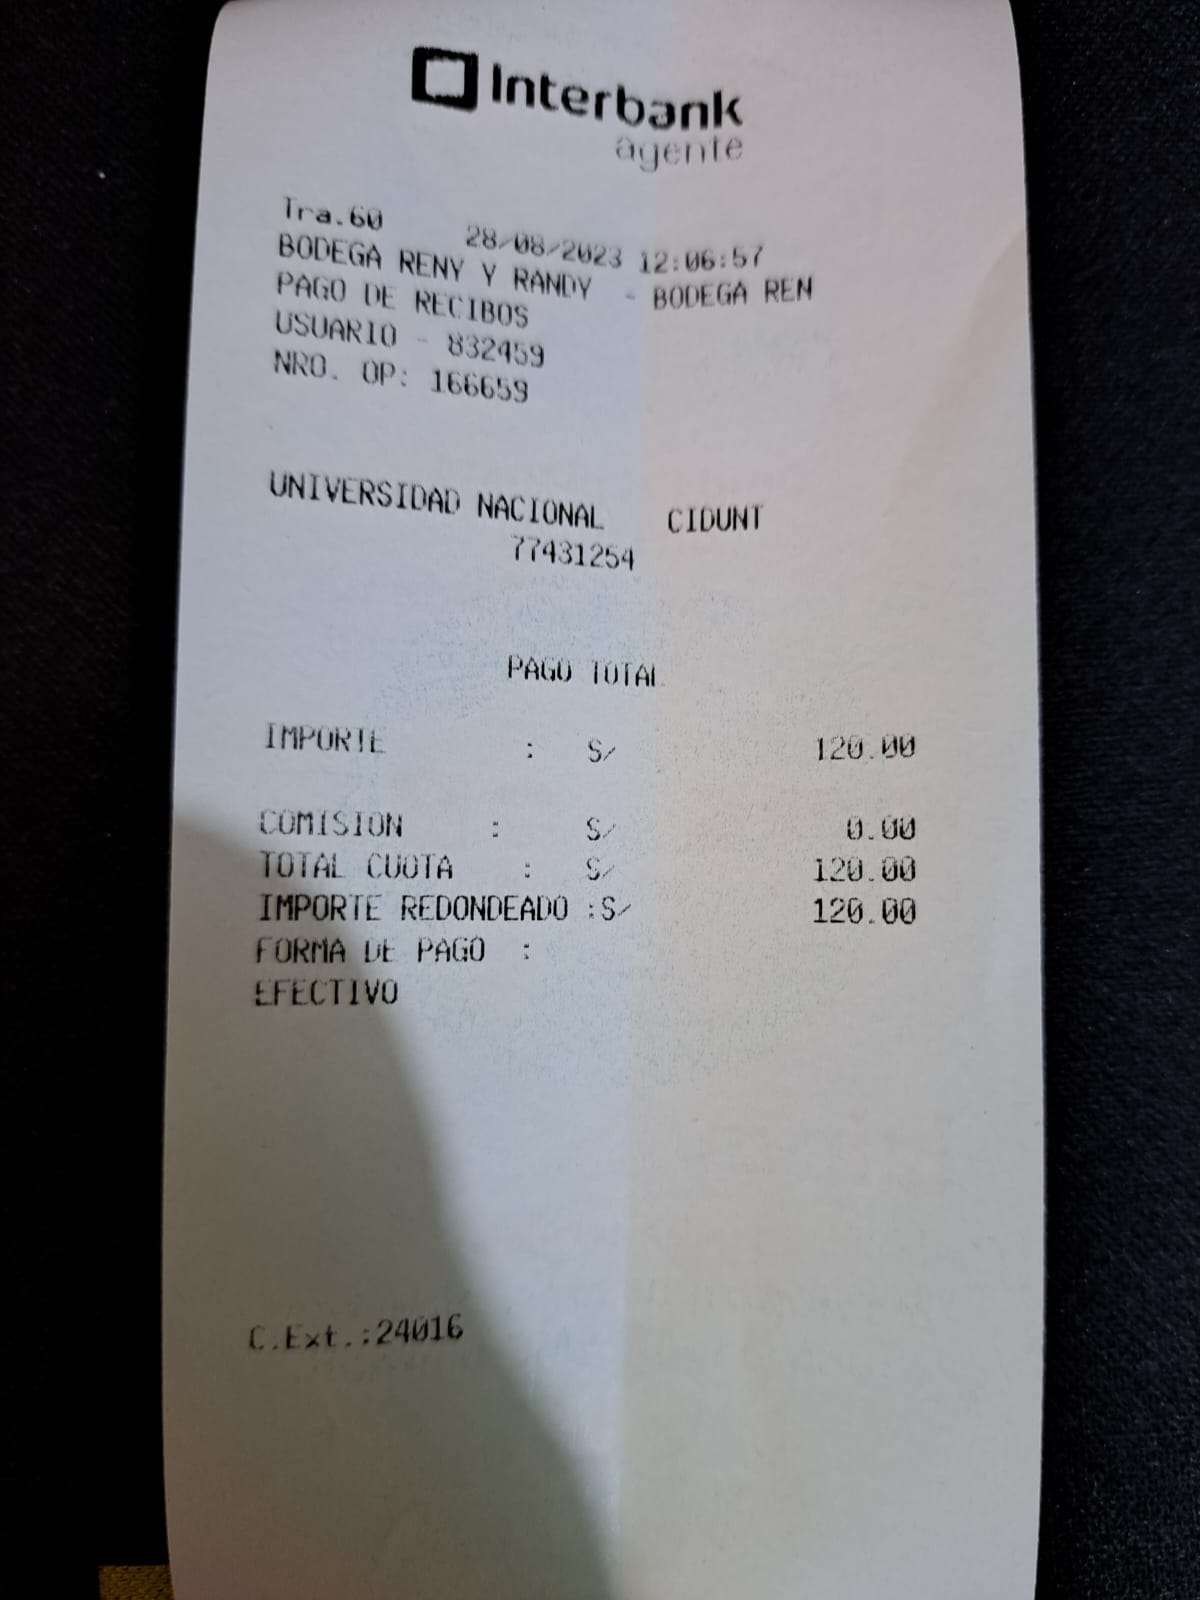 Interbank
agente
Tra.60 28/08/2023 12:06:57
BODEGA RENY Y RANDY - BODEGA REN
PAGO DE RECIBOS
USUARIO - 832459
NRO. OP: 166659
UNIVERSIDAD NACIONAL CIDUNT
77431254
PAGO TOTAL
IMPORTE : S/ 120.00
COMISION : S/ 0.00
TOTAL CUOTA : S/ 120.00
IMPORTE REDONDEADO :S/ 120.00
FORMA DE PAGO :
EFECTIVO
C.Ext.:24016